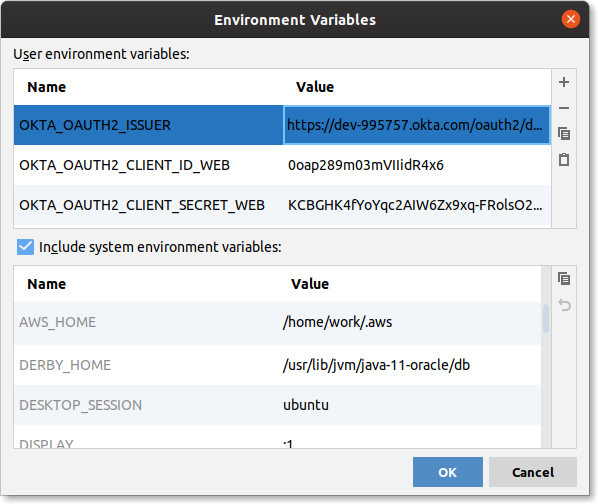 Environment Variables
User environment variables:
Name Value
OKTA_OAUTH2_ISSUER https://dev-995757.okta.com/oauth2/d...
OKTA_OAUTH2_CLIENT_ID_WEB 0oap289m03mVIIidR4x6
OKTA_OAUTH2_CLIENT_SECRET_WEB KCBGHK4fYoYqc2AIW6Zx9xq-FRolsO2...
Include system environment variables:
Name Value
AWS_HOME /home/work/.aws
DERBY_HOME /usr/lib/jvm/java-11-oracle/db
DESKTOP_SESSION ubuntu
DISPLAY :1
OK Cancel